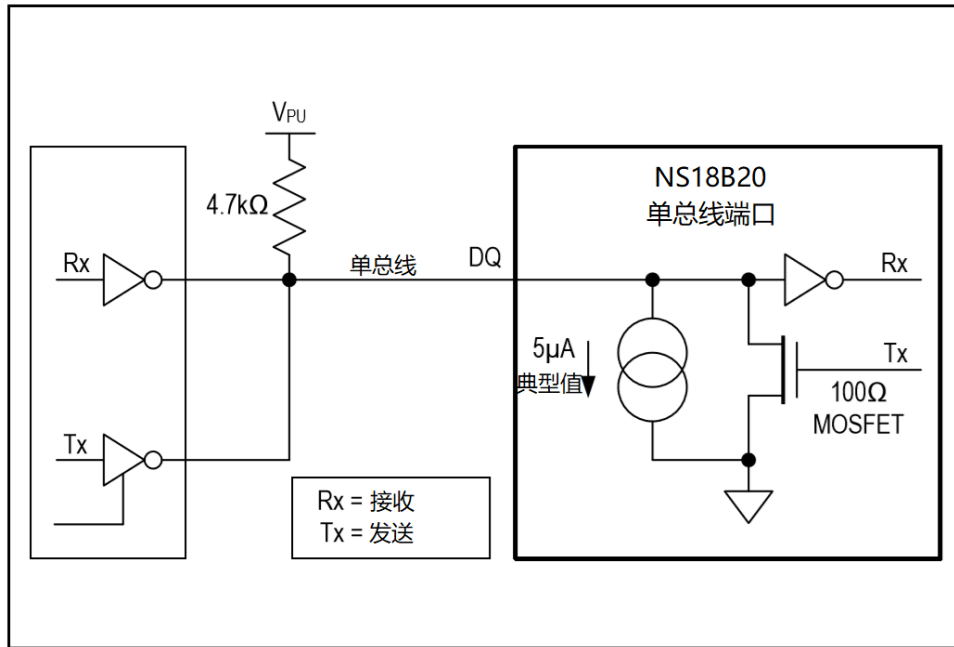 VPU
4.7kΩ
Rx
单总线
DQ
Tx
Rx = 接收
Tx = 发送
NS18B20
单总线端口
Rx
5μA
典型值
Tx
100Ω
MOSFET